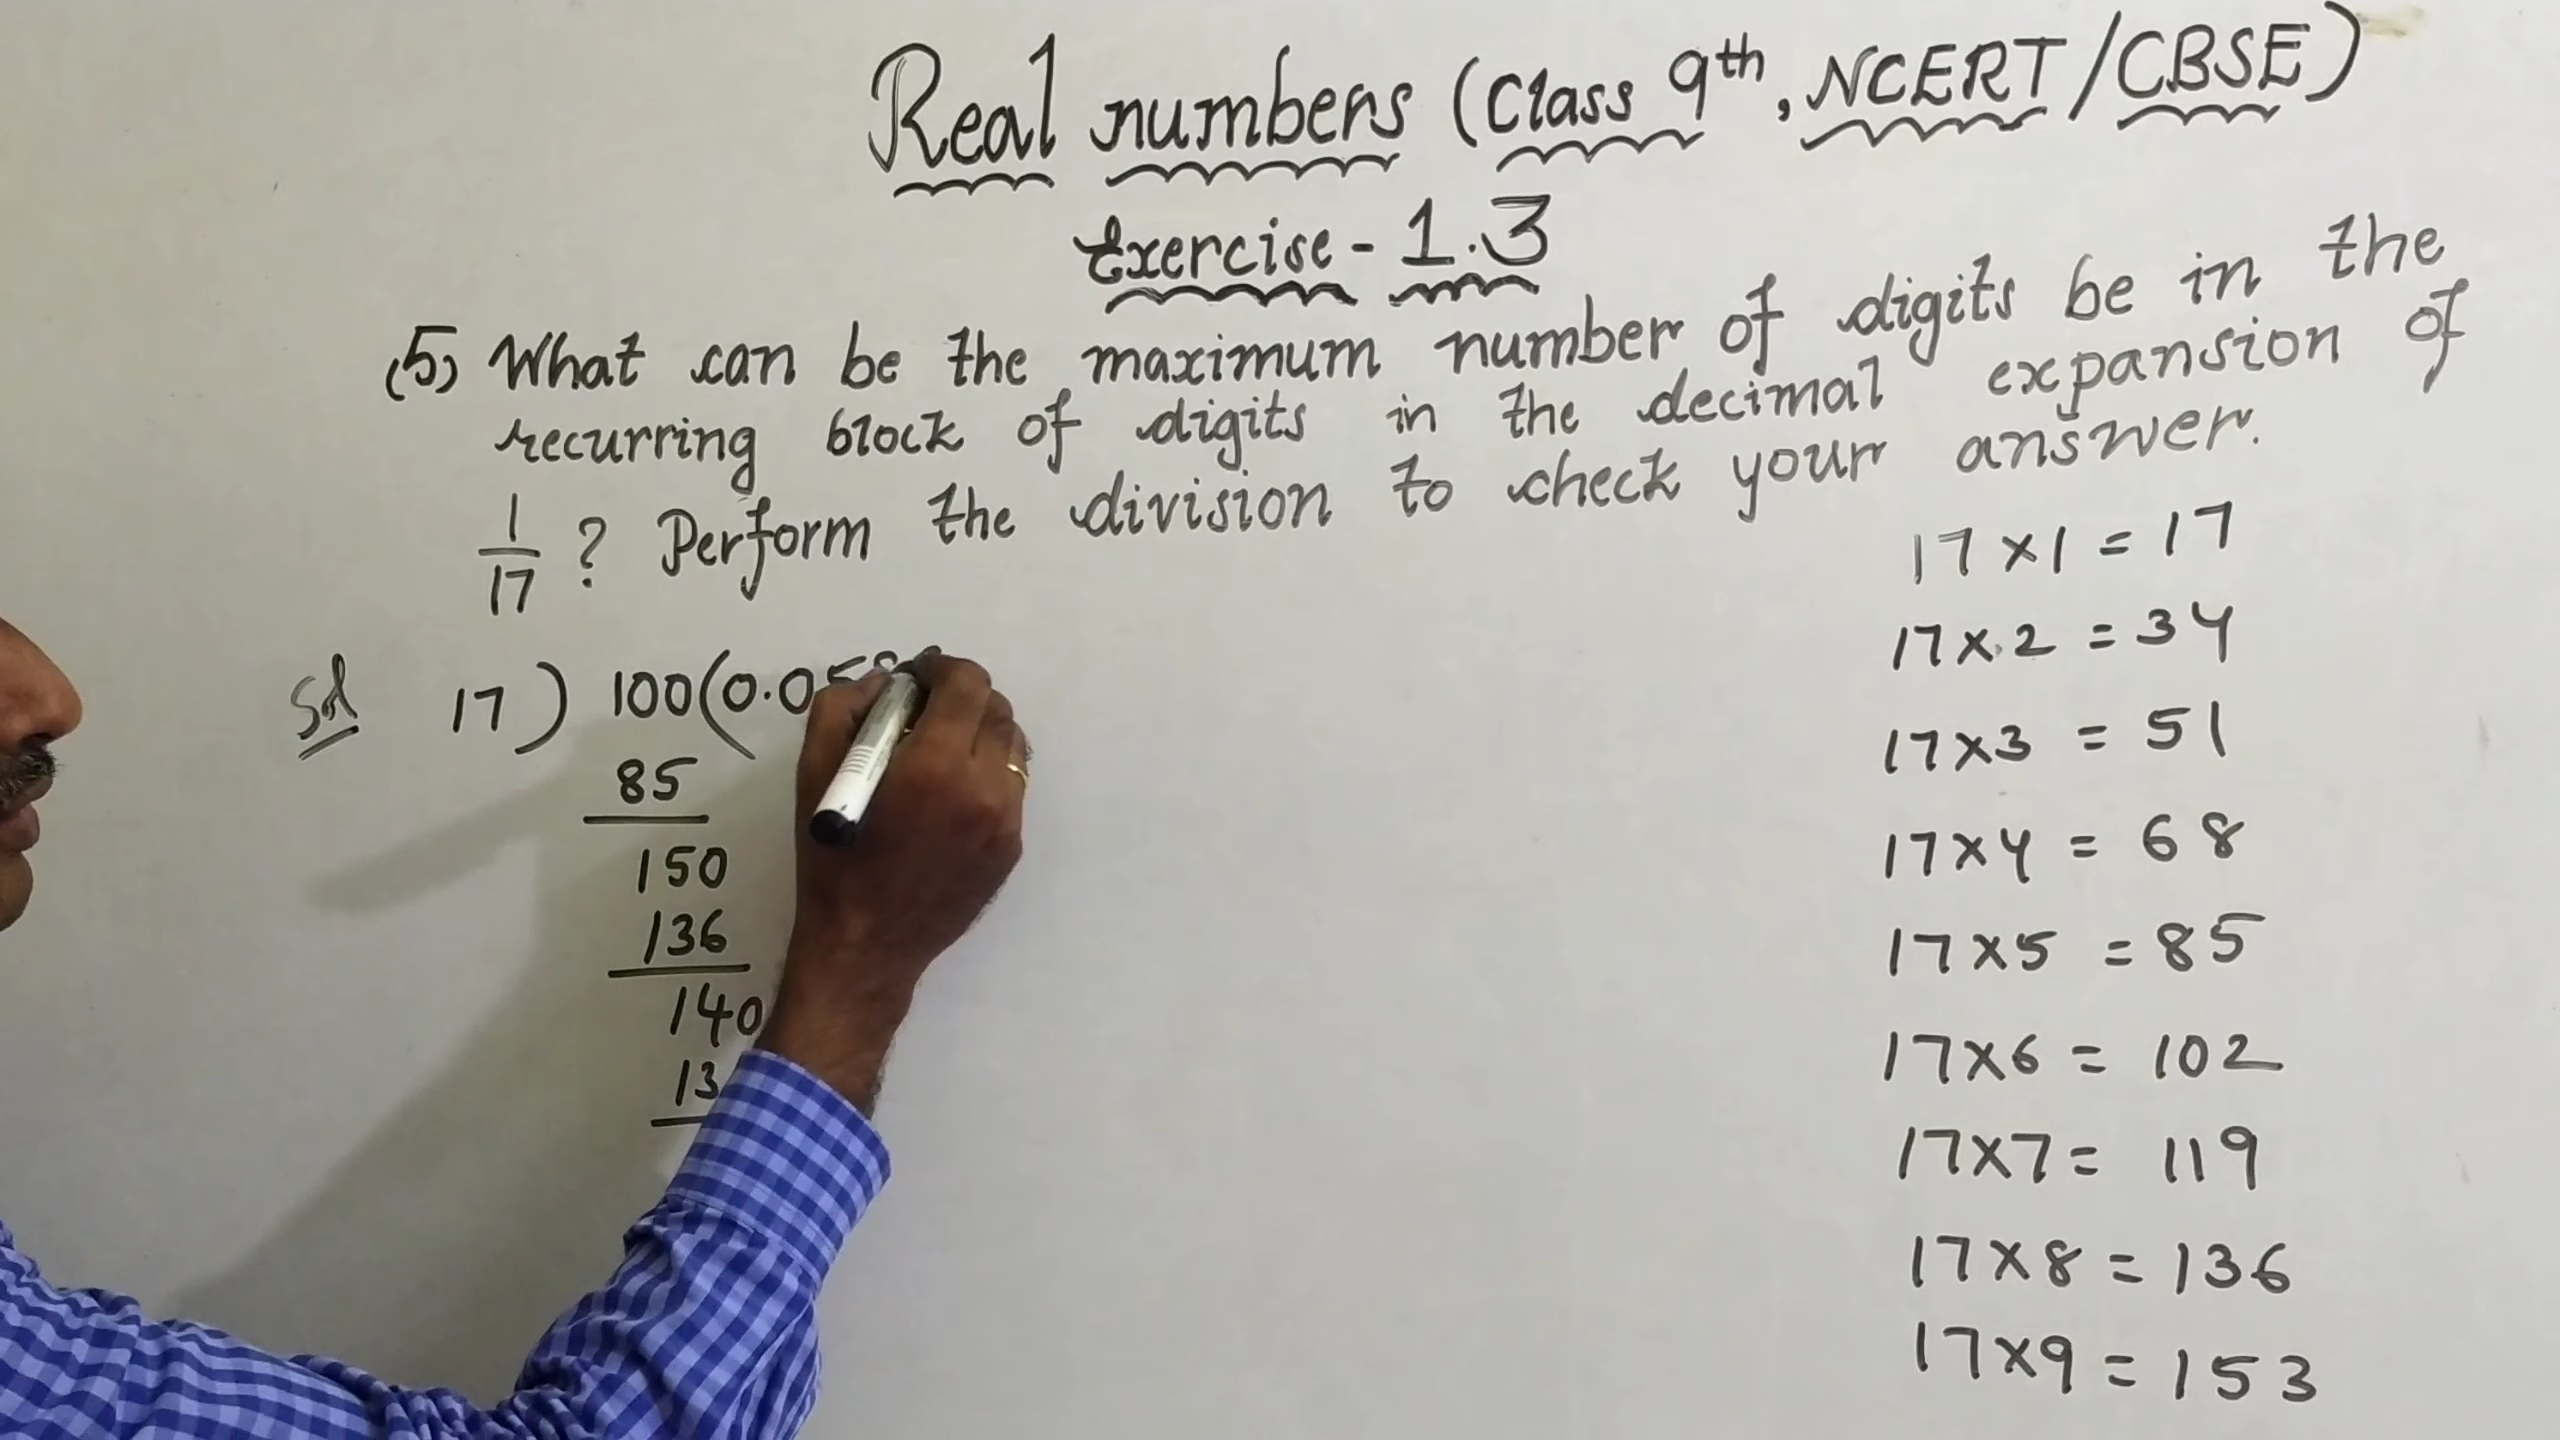 Real numbers (Class 9th, NCERT/CBSE)
Exercise - 1.3
(5) What can be the maximum number of digits be in the
recurring block of digits in the decimal expansion of
1/17 ? Perform the division to check your answer.
Sol 17) 100(0.058
85
150
136
140
13
17 × 1 = 17
17 × 2 = 34
17 × 3 = 51
17 × 4 = 68
17 × 5 = 85
17 × 6 = 102
17 × 7 = 119
17 × 8 = 136
17 × 9 = 153